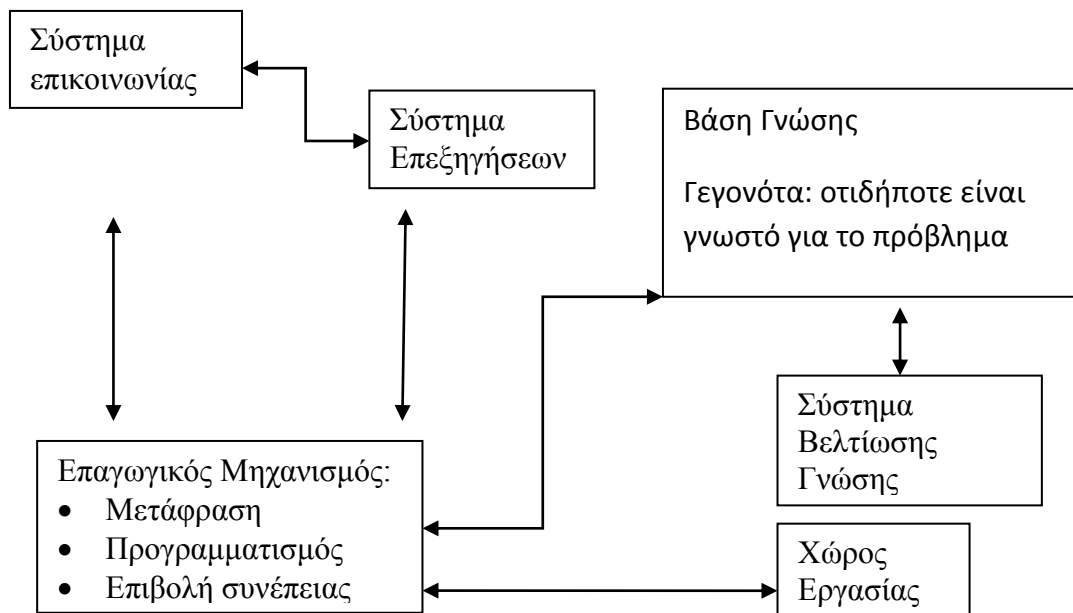 Σύστημα
επικοινωνίας
Σύστημα
Επεξηγήσεων
Βάση Γνώσης
Γεγονότα: οτιδήποτε είναι
γνωστό για το πρόβλημα
Σύστημα
Βελτίωσης
Γνώσης
Επαγωγικός Μηχανισμός:
• Μετάφραση
• Προγραμματισμός
• Επιβολή συνέπειας
Χώρος
Εργασίας